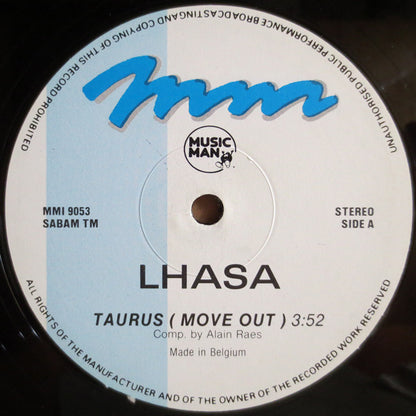 UNAUTHORISED PUBLIC PERFORMANCE BROADCASTING AND COPYING OF THIS RECORD PROHIBITED
mm
MUSIC
MAN
MMI 9053
SABAM TM
STEREO
SIDE A
LHASA
TAURUS ( MOVE OUT ) 3:52
Comp. by Alain Raes
Made in Belgium
ALL RIGHTS OF THE MANUFACTURER AND OF THE OWNER OF THE RECORDED WORK RESERVED